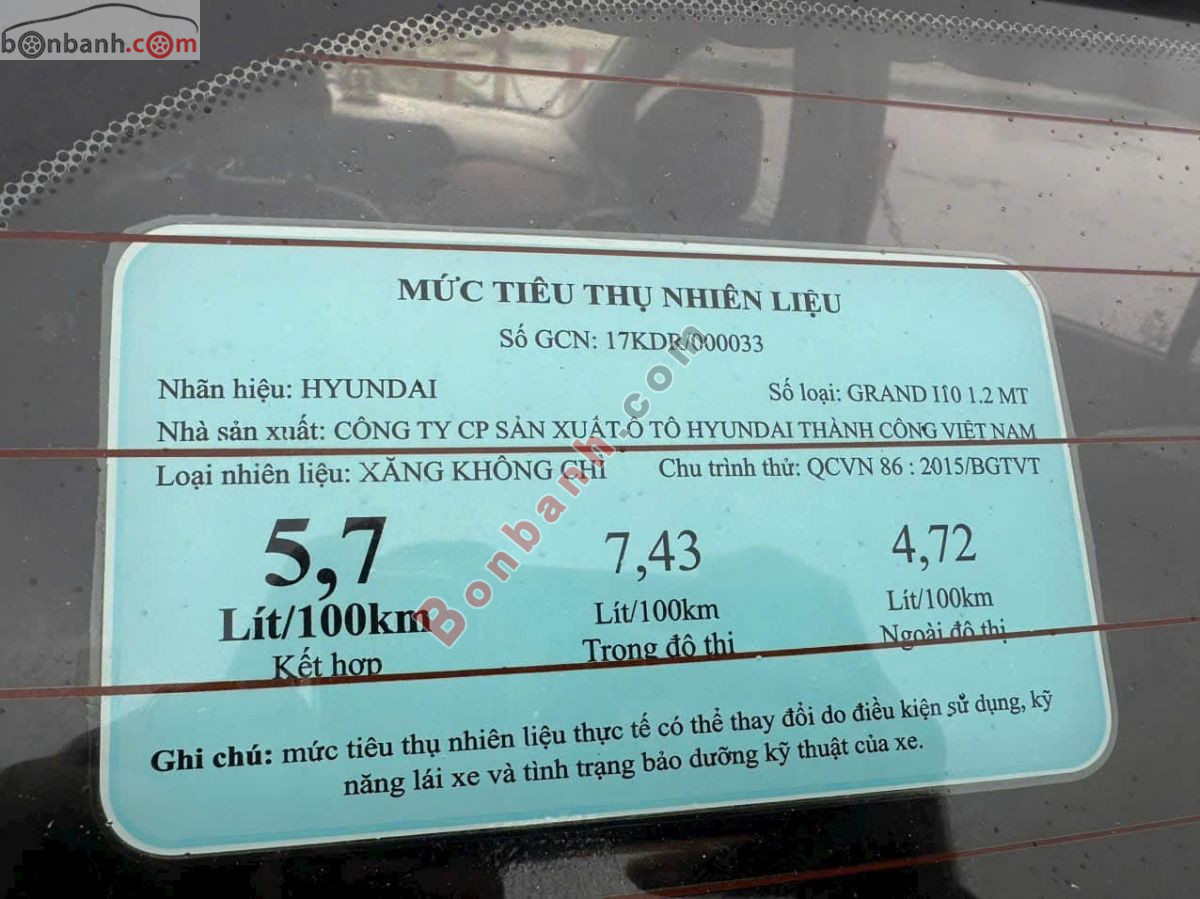 bonbanh.com
MỨC TIÊU THỤ NHIÊN LIỆU
Số GCN: 17KDR/000033
Nhãn hiệu: HYUNDAI Số loại: GRAND I10 1.2 MT
Nhà sản xuất: CÔNG TY CP SẢN XUẤT Ô TÔ HYUNDAI THÀNH CÔNG VIỆT NAM
Loại nhiên liệu: XĂNG KHÔNG CHÌ Chu trình thử: QCVN 86 : 2015/BGTVT
5,7 7,43 4,72
Lít/100km Lít/100km Lít/100km
Kết hợp Trong đô thị Ngoài đô thị
Ghi chú: mức tiêu thụ nhiên liệu thực tế có thể thay đổi do điều kiện sử dụng, kỹ
năng lái xe và tình trạng bảo dưỡng kỹ thuật của xe.
Bonbanh.com